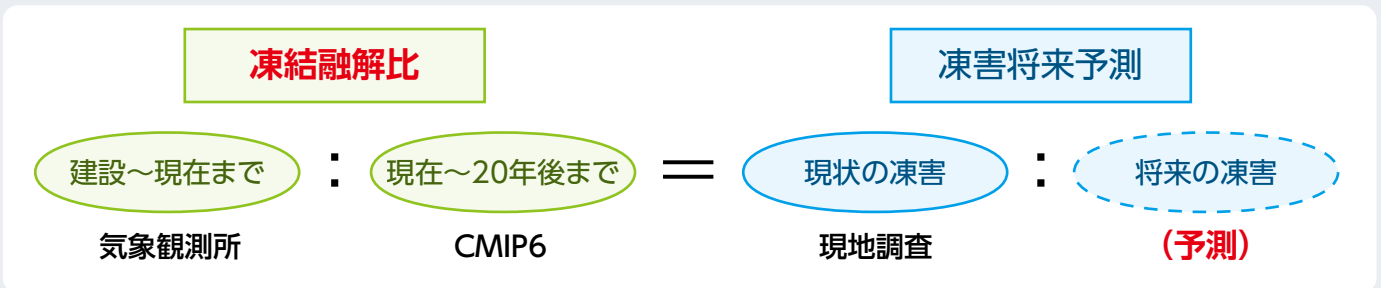 凍結融解比
凍害将来予測
建設～現在まで : 現在～20年後まで = 現状の凍害 : 将来の凍害
気象観測所 CMIP6 現地調査 (予測)